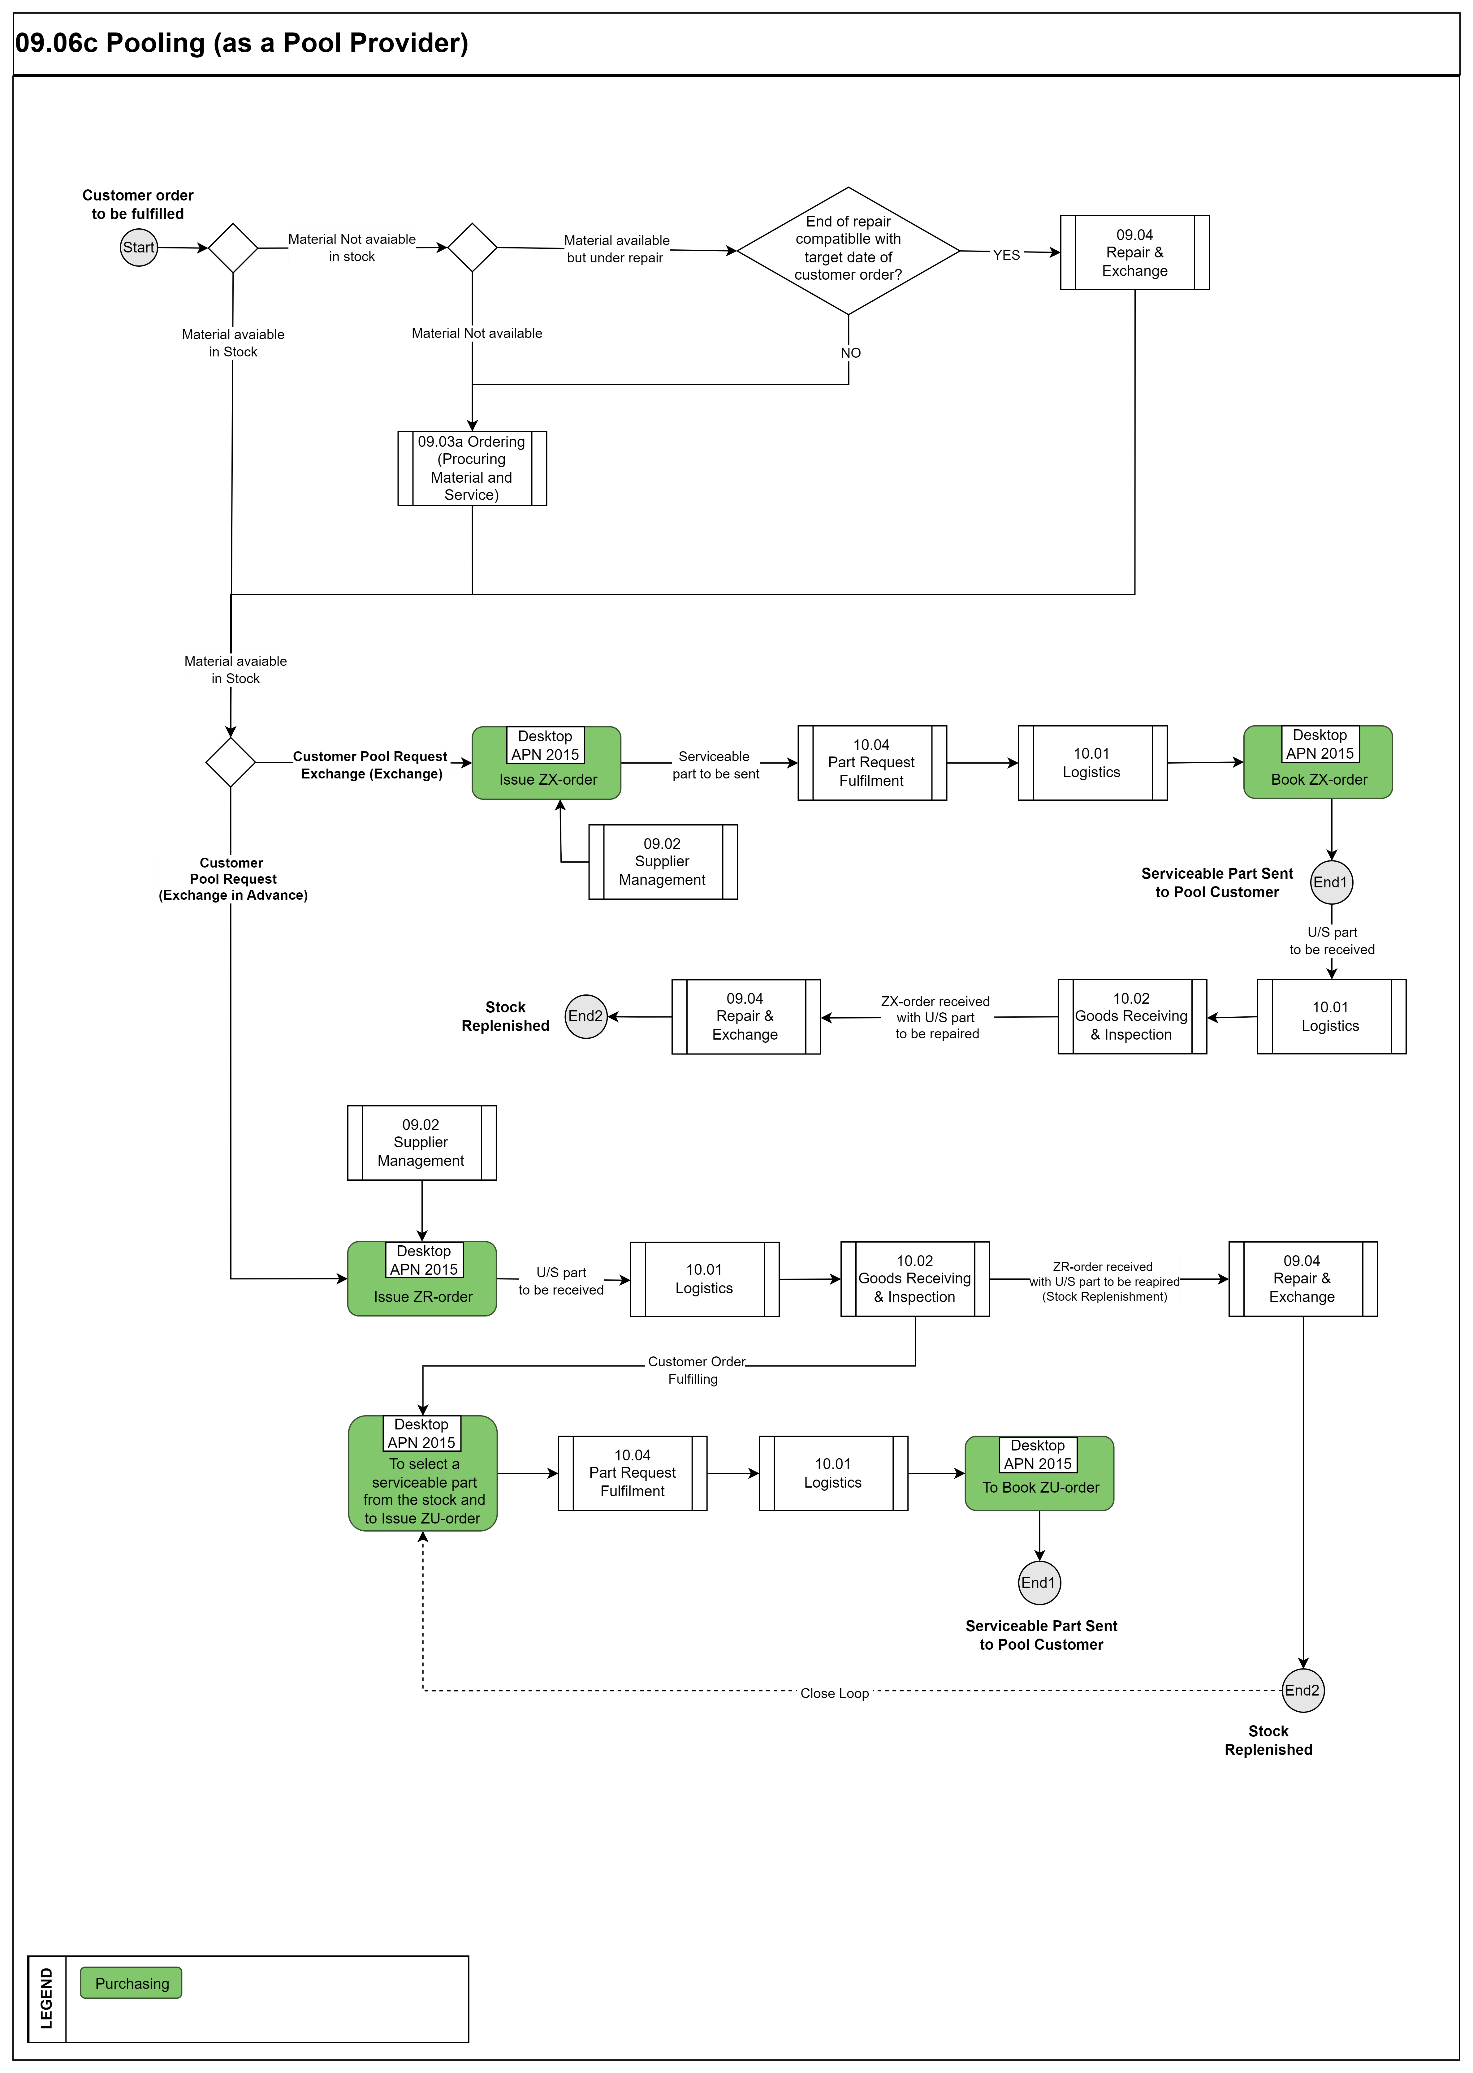 09.06c Pooling (as a Pool Provider)
Customer order
to be fulfilled
Start
Material Not avaiable
in stock
Material available
but under repair
End of repair
compatiblle with
target date of
customer order?
YES
09.04
Repair &
Exchange
Material avaiable
in Stock
Material Not available
NO
09.03a Ordering
(Procuring
Material and
Service)
Material avaiable
in Stock
Customer Pool Request
Exchange (Exchange)
Desktop
APN 2015
Issue ZX-order
Serviceable
part to be sent
10.04
Part Request
Fulfilment
10.01
Logistics
Desktop
APN 2015
Book ZX-order
09.02
Supplier
Management
Customer
Pool Request
(Exchange in Advance)
Serviceable Part Sent
to Pool Customer
End1
U/S part
to be received
Stock
Replenished
End2
09.04
Repair &
Exchange
ZX-order received
with U/S part
to be repaired
10.02
Goods Receiving
& Inspection
10.01
Logistics
09.02
Supplier
Management
Desktop
APN 2015
Issue ZR-order
U/S part
to be received
10.01
Logistics
10.02
Goods Receiving
& Inspection
ZR-order received
with U/S part to be reapired
(Stock Replenishment)
09.04
Repair &
Exchange
Customer Order
Fulfilling
Desktop
APN 2015
To select a
serviceable part
from the stock and
to Issue ZU-order
10.04
Part Request
Fulfilment
10.01
Logistics
Desktop
APN 2015
To Book ZU-order
End1
Serviceable Part Sent
to Pool Customer
Close Loop
End2
Stock
Replenished
LEGEND
Purchasing